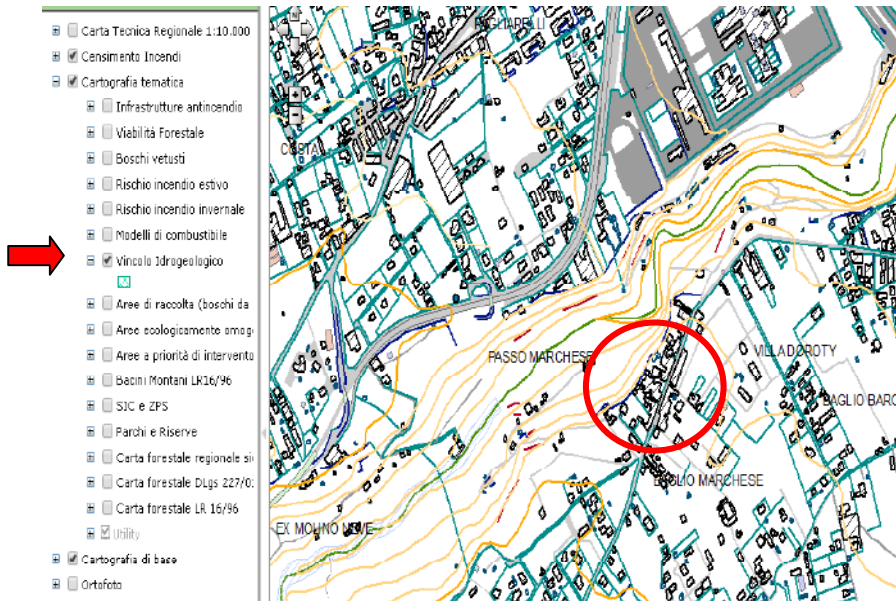 Carta Tecnica Regionale 1:10.000
Censimento Incendi
Cartografia tematica
Infrastrutture antincendio
Viabilità Forestale
Boschi vetusti
Rischio incendio estivo
Rischio incendio invernale
Modelli di combustibile
Vincolo Idrogeologico
Aree di raccolta (boschi da
Aree ecologicamente omog
Aree a priorità di intervento
Bacini Montani LR16/96
SIC e ZPS
Parchi e Riserve
Carta forestale regionale si
Carta forestale DLgs 227/0
Carta forestale LR 16/96
Utility
Cartografia di base
Ortofoto
COSTA
PASSO MARCHESE
VILLA DOROTY
BAGLIO MARCHESE
EX MOLINO